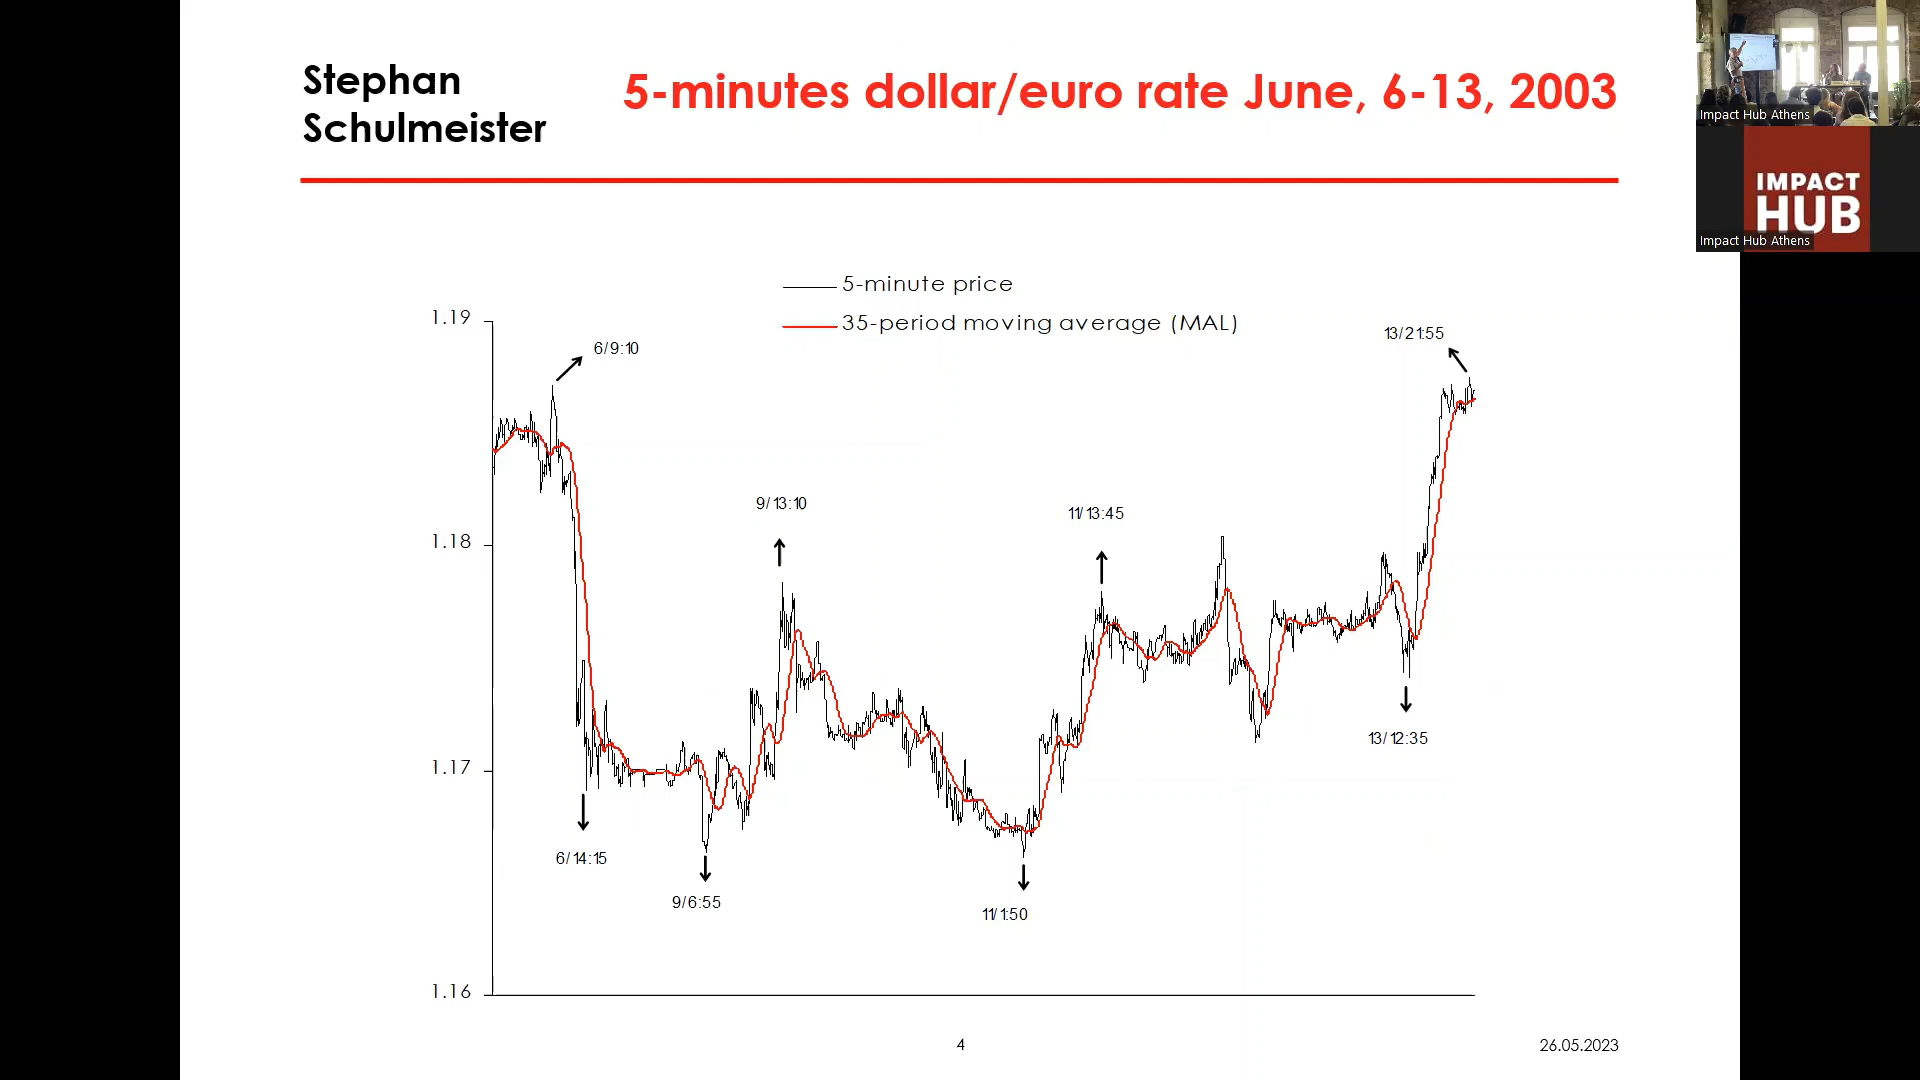 Stephan
Schulmeister
5-minutes dollar/euro rate June, 6-13, 2003
Impact Hub Athens
IMPACT
HUB
Impact Hub Athens
5-minute price
35-period moving average (MAL)
1.19
1.18
1.17
1.16
6/9:10
13/21:55
9/13:10
11/13:45
13/12:35
6/14:15
9/6:55
11/1:50
4
26.05.2023